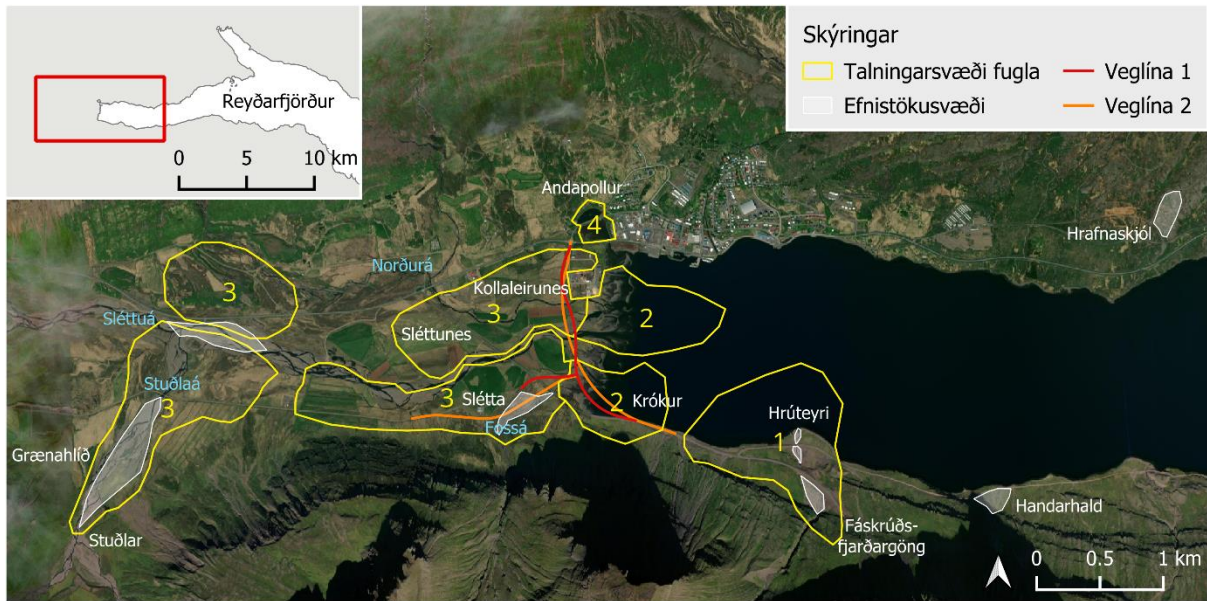 Reyðarfjörður
0 5 10 km
Skýringar
Talningarsvæði fugla
Veglína 1
Efnistökusvæði
Veglína 2
Andapollur
4
Hrafnaskjól
Norðurá
Kollaleirunes
3
3
2
Sléttuá
Sléttunes
Stuðlaá
3
3
Slétta
2
Krókur
Hrúteyri
1
Fossá
Grænahlíð
Handarhald
Stuðlar
Fáskrúðs-
fjarðargöng
0 0.5 1 km